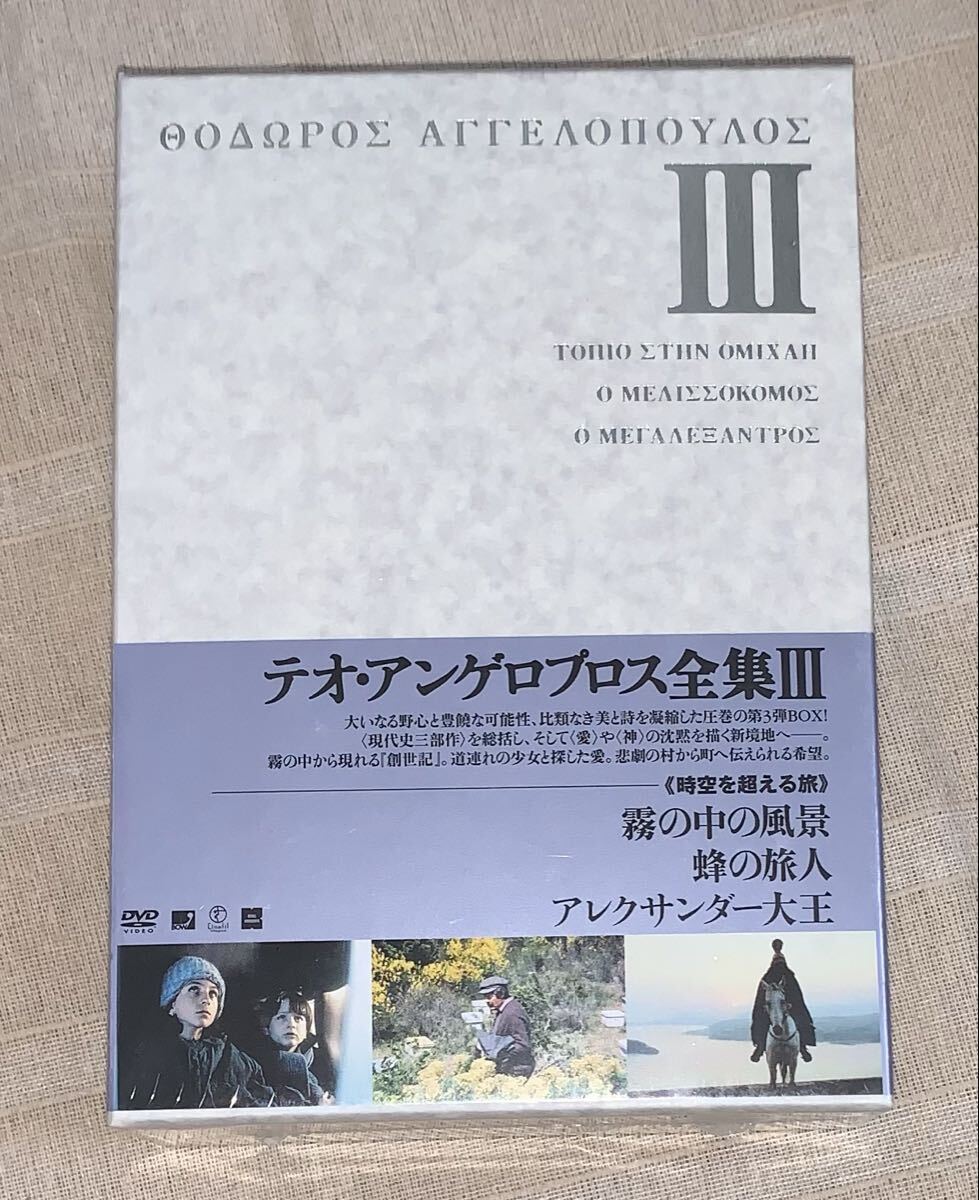 ΘΟΔΩΡΟΣ ΑΓΓΕΛΟΠΟΥΛΟΣ
III
ΤΟΠΙΟ ΣΤΗΝ ΟΜΙΧΛΗ
Ο ΜΕΛΙΣΣΟΚΟΜΟΣ
Ο ΜΕΓΑΛΕΞΑΝΤΡΟΣ
テオ・アンゲロプロス全集III
大いなる野心と豊饒な可能性、比類なき美と詩を凝縮した圧巻の第3弾BOX!
〈現代史三部作〉を総括し、そして〈愛〉や〈神〉の沈黙を描く新境地へ――。
霧の中から現れる『創世記』。道連れの少女と探した愛。悲劇の村から町へ伝えられる希望。
《時空を超える旅》
霧の中の風景
蜂の旅人
アレクサンダー大王
DVD
VIDEO